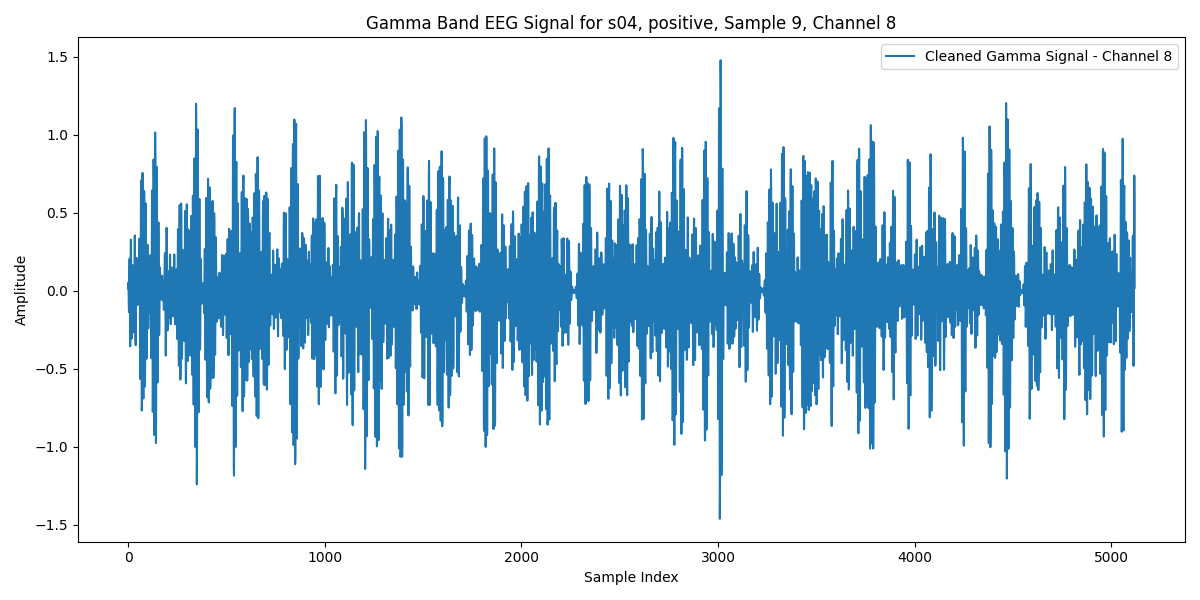 Gamma Band EEG Signal for s04, positive, Sample 9, Channel 8
Cleaned Gamma Signal - Channel 8
Amplitude
1.5
1.0
0.5
0.0
−0.5
−1.0
−1.5
0 1000 2000 3000 4000 5000
Sample Index